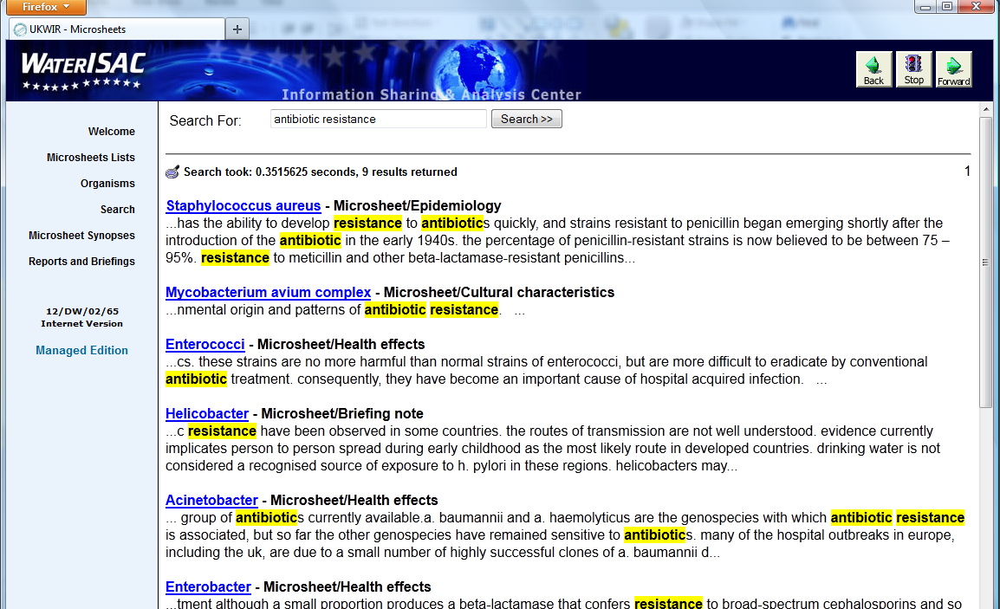 Firefox
UKWIR - Microsheets
WATERISAC
Information Sharing & Analysis Center
Back
Stop
Forward
Welcome
Microsheets Lists
Organisms
Search
Microsheet Synopses
Reports and Briefings
12/DW/02/65
Internet Version
Managed Edition
Search For: antibiotic resistance Search >>
Search took: 0.3515625 seconds, 9 results returned 1
Staphylococcus aureus - Microsheet/Epidemiology
...has the ability to develop resistance to antibiotics quickly, and strains resistant to penicillin began emerging shortly after the
introduction of the antibiotic in the early 1940s. the percentage of penicillin-resistant strains is now believed to be between 75 –
95%. resistance to meticillin and other beta-lactamase-resistant penicillins...
Mycobacterium avium complex - Microsheet/Cultural characteristics
...nmental origin and patterns of antibiotic resistance. ...
Enterococci - Microsheet/Health effects
...cs. these strains are no more harmful than normal strains of enterococci, but are more difficult to eradicate by conventional
antibiotic treatment. consequently, they have become an important cause of hospital acquired infection. ...
Helicobacter - Microsheet/Briefing note
...c resistance have been observed in some countries. the routes of transmission are not well understood. evidence currently
implicates person to person spread during early childhood as the most likely route in developed countries. drinking water is not
considered a recognised source of exposure to h. pylori in these regions. helicobacters may...
Acinetobacter - Microsheet/Health effects
... group of antibiotics currently available.a. baumannii and a. haemolyticus are the genospecies with which antibiotic resistance
is associated, but so far the other genospecies have remained sensitive to antibiotics. many of the hospital outbreaks in europe,
including the uk, are due to a small number of highly successful clones of a. baumannii d...
Enterobacter - Microsheet/Health effects
...tment although a small proportion produces a beta-lactamase that confers resistance to broad-spectrum cephalosporins and so